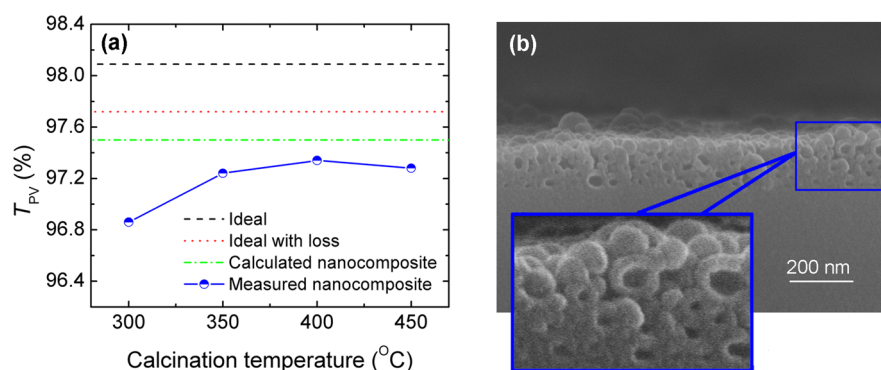 (a)
98.4
98.0
97.6
97.2
96.8
96.4
T_PV (%)
Ideal
Ideal with loss
Calculated nanocomposite
Measured nanocomposite
300 350 400 450
Calcination temperature (°C)
(b)
200 nm